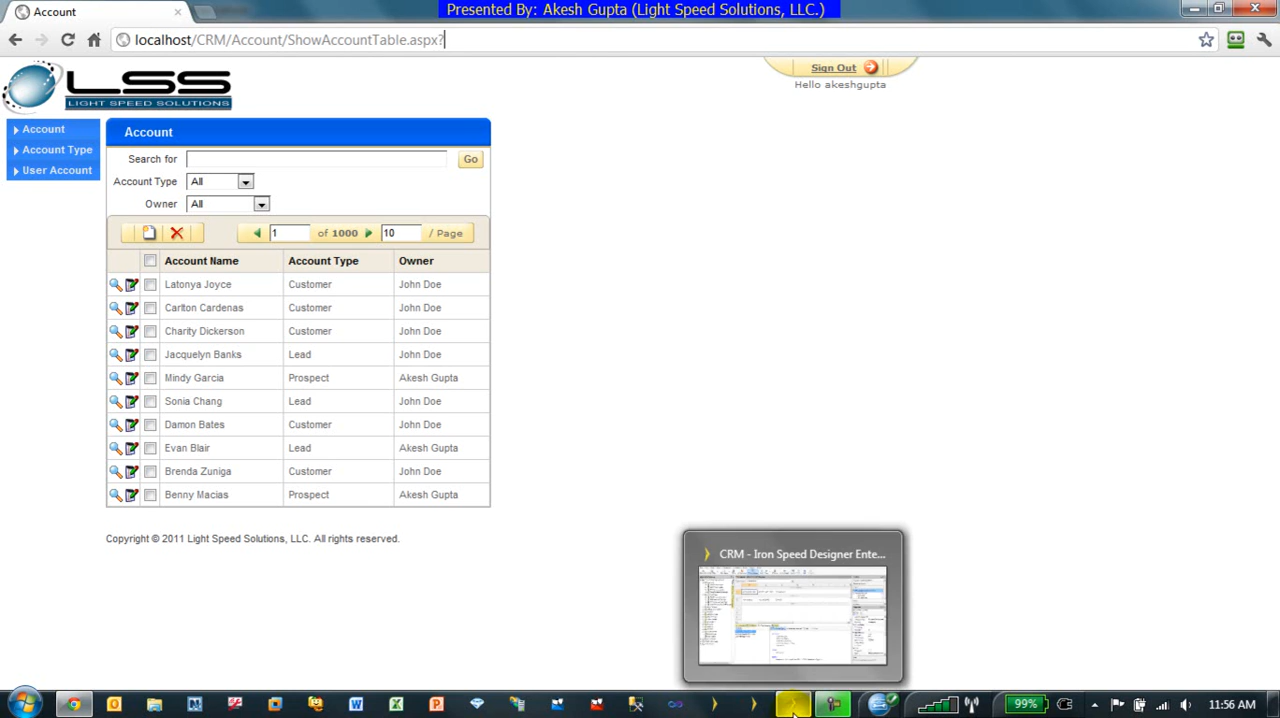 Account
Presented By: Akesh Gupta (Light Speed Solutions, LLC.)
localhost/CRM/Account/ShowAccountTable.aspx?
LSS
LIGHT SPEED SOLUTIONS
Sign Out
Hello akeshgupta
Account
Account Type
User Account
Account
Search for
Go
Account Type All
Owner All
1 of 1000 10 / Page
Account Name Account Type Owner
Latonya Joyce Customer John Doe
Carlton Cardenas Customer John Doe
Charity Dickerson Customer John Doe
Jacquelyn Banks Lead John Doe
Mindy Garcia Prospect Akesh Gupta
Sonia Chang Lead John Doe
Damon Bates Customer John Doe
Evan Blair Lead Akesh Gupta
Brenda Zuniga Customer John Doe
Benny Macias Prospect Akesh Gupta
Copyright © 2011 Light Speed Solutions, LLC. All rights reserved.
CRM - Iron Speed Designer Ente...
99% 11:56 AM